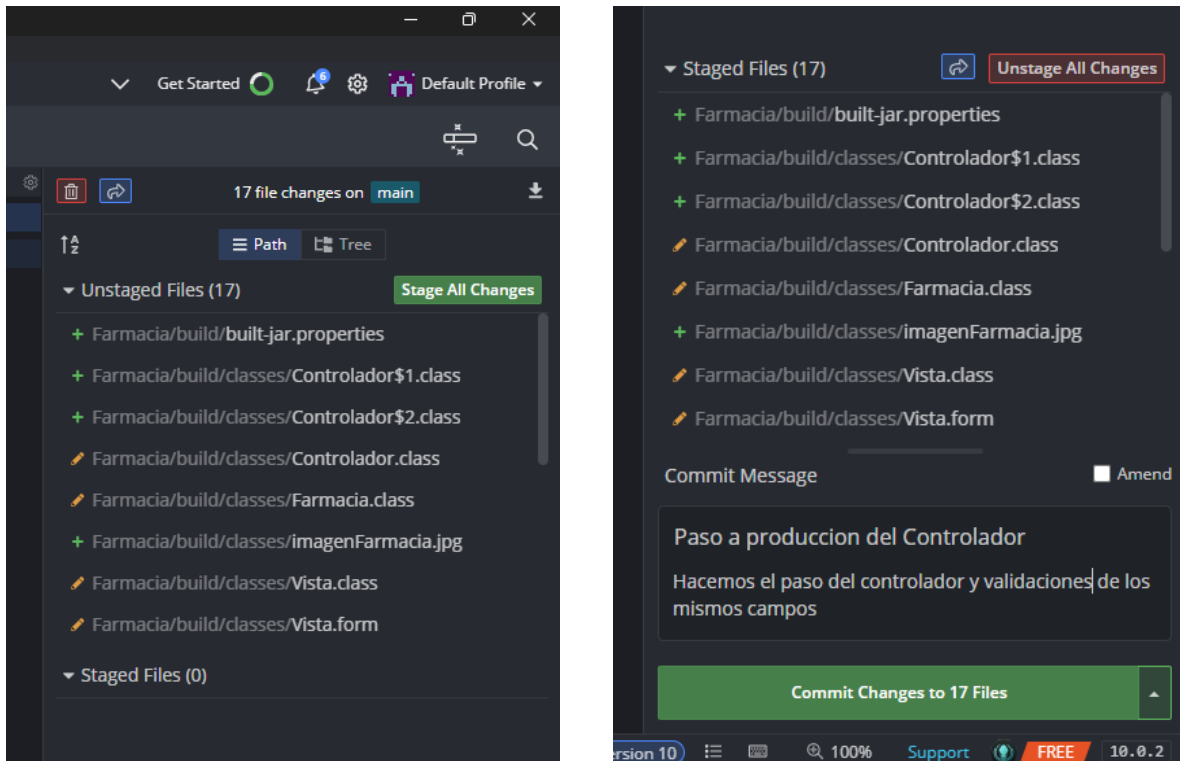 Get Started
6
Default Profile
17 file changes on main
A
Z
Path
Tree
Unstaged Files (17)
Stage All Changes
Farmacia/build/built-jar.properties
Farmacia/build/classes/Controlador$1.class
Farmacia/build/classes/Controlador$2.class
Farmacia/build/classes/Controlador.class
Farmacia/build/classes/Farmacia.class
Farmacia/build/classes/imagenFarmacia.jpg
Farmacia/build/classes/Vista.class
Farmacia/build/classes/Vista.form
Staged Files (0)
Staged Files (17)
Unstage All Changes
Farmacia/build/built-jar.properties
Farmacia/build/classes/Controlador$1.class
Farmacia/build/classes/Controlador$2.class
Farmacia/build/classes/Controlador.class
Farmacia/build/classes/Farmacia.class
Farmacia/build/classes/imagenFarmacia.jpg
Farmacia/build/classes/Vista.class
Farmacia/build/classes/Vista.form
Commit Message
Amend
Paso a produccion del Controlador
Hacemos el paso del controlador y validaciones de los
mismos campos
Commit Changes to 17 Files
ersion 10
100%
Support
FREE
10.0.2